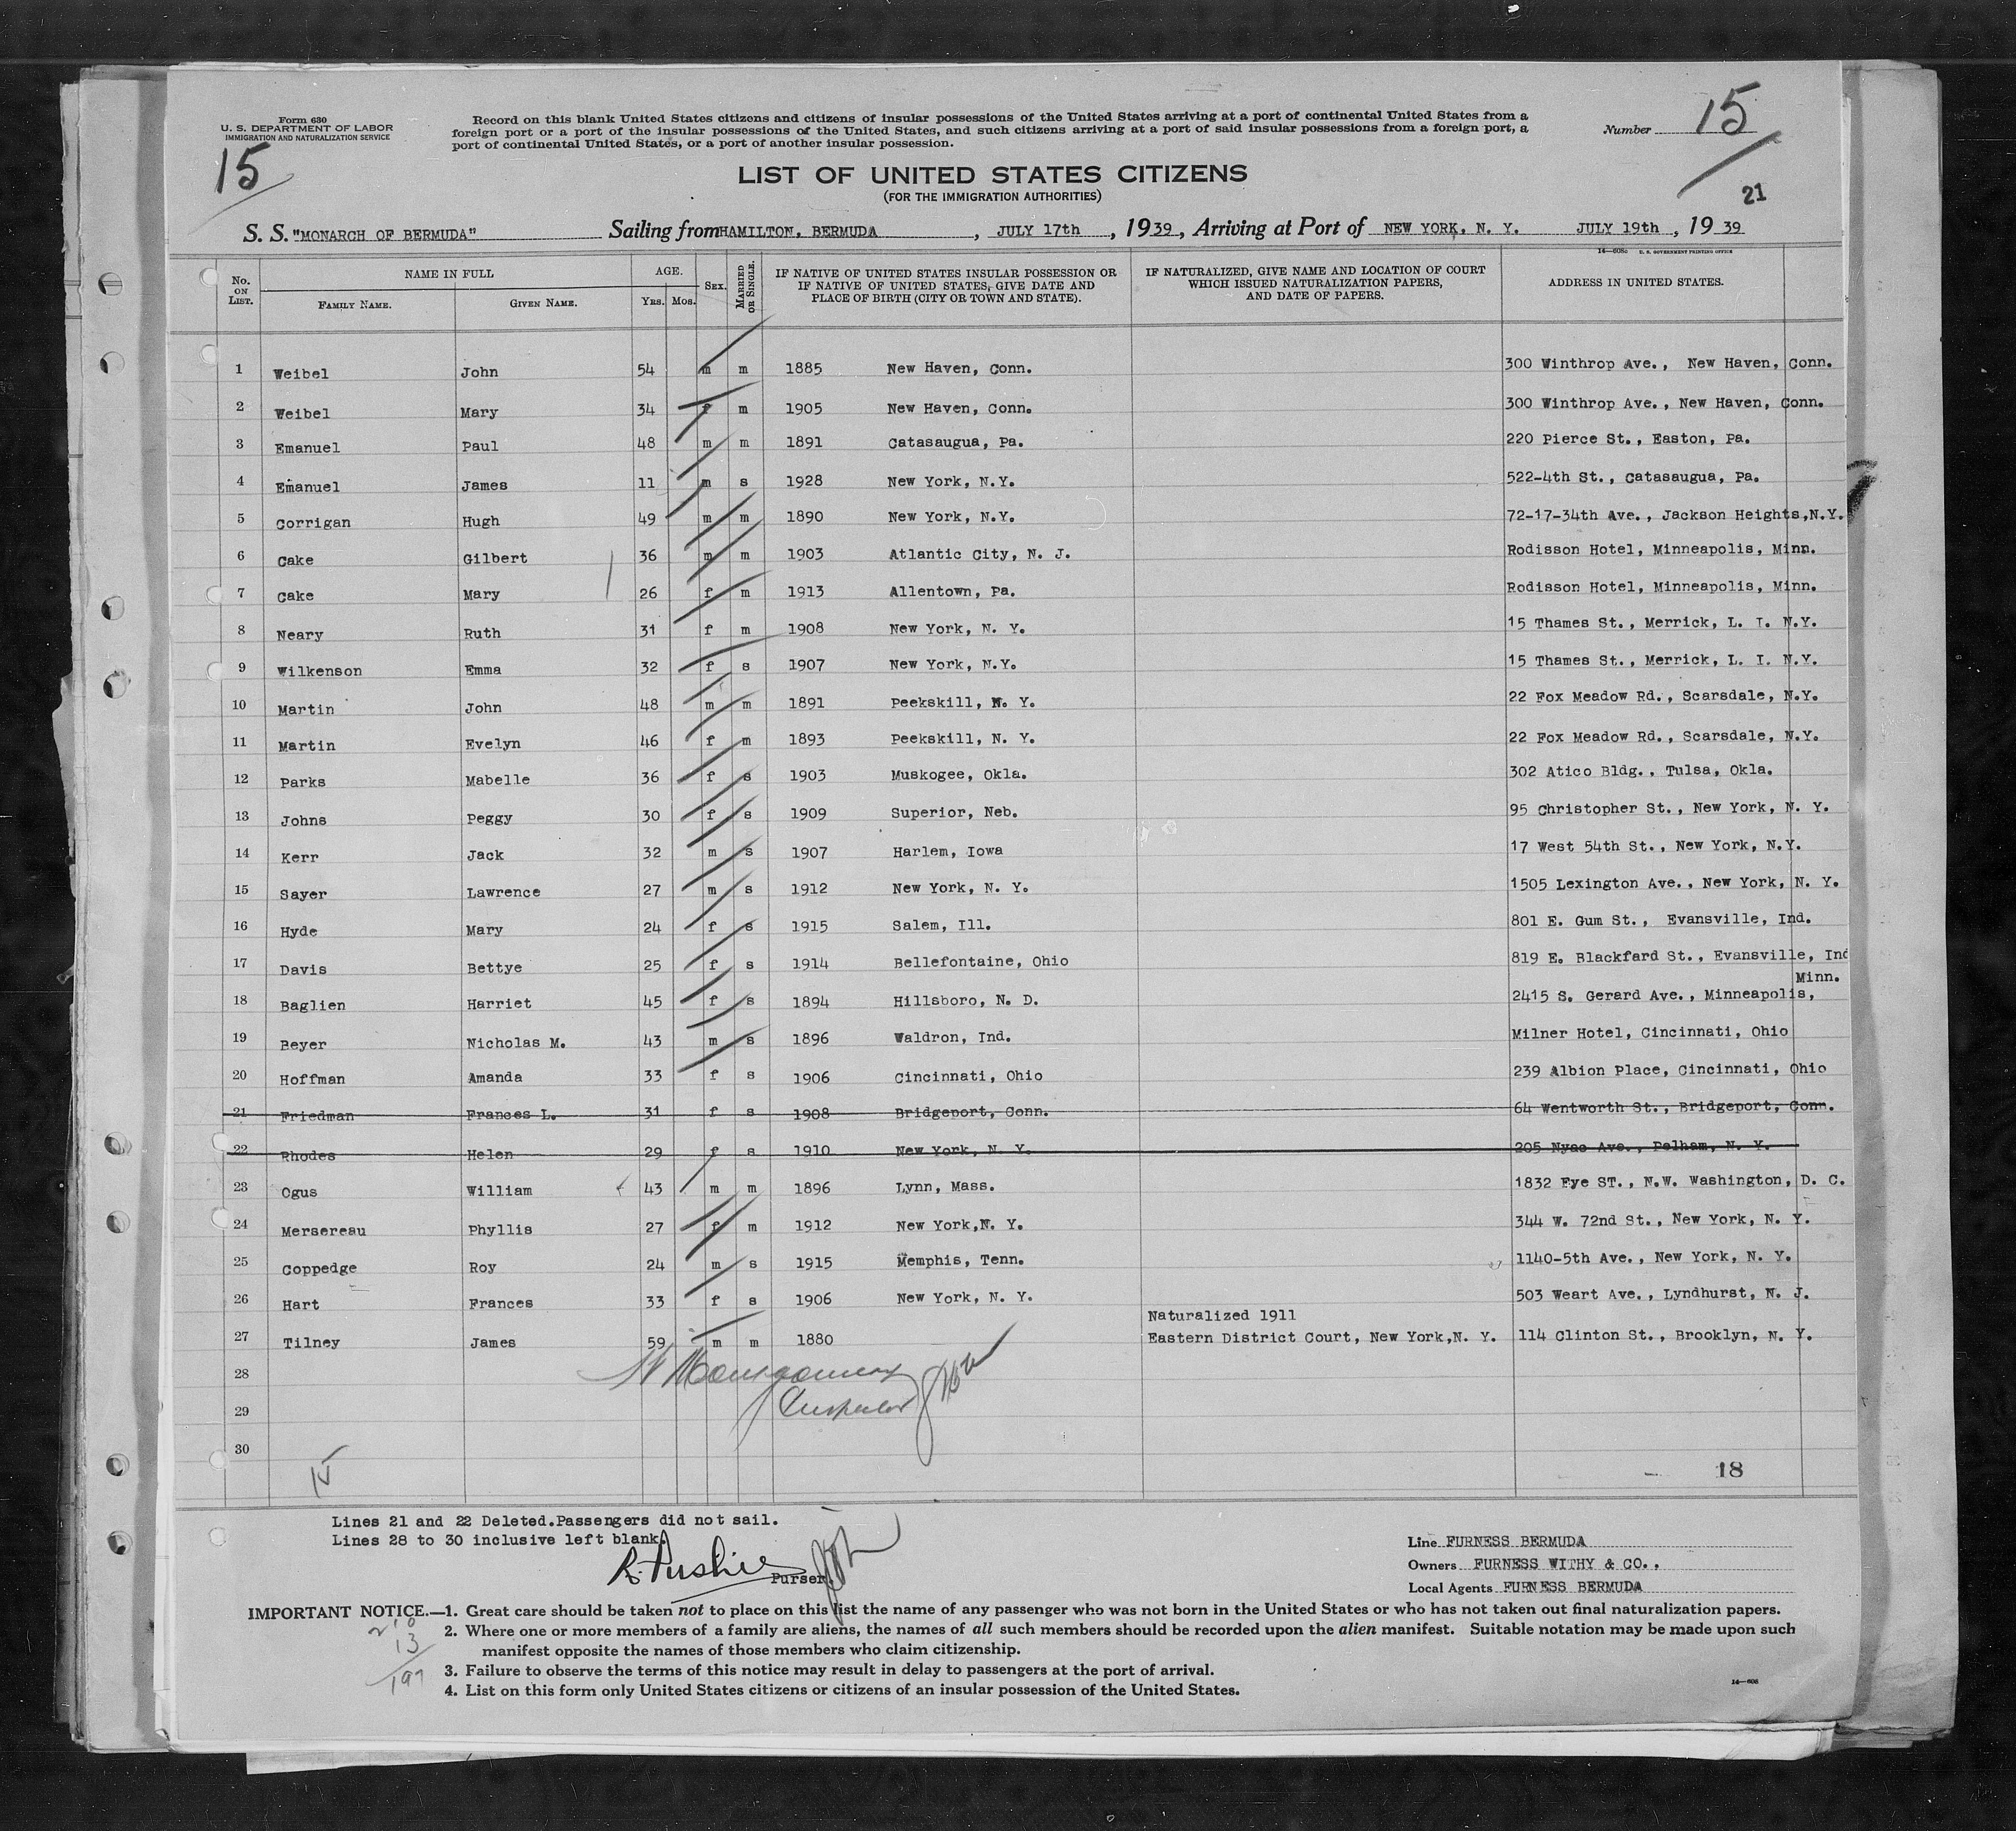 Form 630
U. S. DEPARTMENT OF LABOR
IMMIGRATION AND NATURALIZATION SERVICE
15
Record on this blank United States citizens and citizens of insular possessions of the United States arriving at a port of continental United States from a
foreign port or a port of the insular possessions of the United States, and such citizens arriving at a port of said insular possessions from a foreign port, a
port of continental United States, or a port of another insular possession.
Number 15
21
LIST OF UNITED STATES CITIZENS
(FOR THE IMMIGRATION AUTHORITIES)
S. S. "MONARCH OF BERMUDA" Sailing from HAMILTON, BERMUDA, JULY 17th, 1939, Arriving at Port of NEW YORK, N. Y. JULY 19th, 1939
14—608c U. S. GOVERNMENT PRINTING OFFICE
No. ON LIST. NAME IN FULL FAMILY NAME. GIVEN NAME. AGE. Yrs. Mos. SEX. MARRIED OR SINGLE. IF NATIVE OF UNITED STATES INSULAR POSSESSION OR IF NATIVE OF UNITED STATES, GIVE DATE AND PLACE OF BIRTH (CITY OR TOWN AND STATE). IF NATURALIZED, GIVE NAME AND LOCATION OF COURT WHICH ISSUED NATURALIZATION PAPERS, AND DATE OF PAPERS. ADDRESS IN UNITED STATES.
1 Weibel John 54 m m 1885 New Haven, Conn. 300 Winthrop Ave., New Haven, Conn.
2 Weibel Mary 34 f m 1905 New Haven, Conn. 300 Winthrop Ave., New Haven, Conn.
3 Emanuel Paul 48 m m 1891 Catasaugua, Pa. 220 Pierce St., Easton, Pa.
4 Emanuel James 11 m s 1928 New York, N.Y. 522-4th St., Catasaugua, Pa.
5 Corrigan Hugh 49 m m 1890 New York, N.Y. 72-17-34th Ave., Jackson Heights,N.Y.
6 Cake Gilbert 36 m m 1903 Atlantic City, N. J. Rodisson Hotel, Minneapolis, Minn.
7 Cake Mary 26 f m 1913 Allentown, Pa. Rodisson Hotel, Minneapolis, Minn.
8 Neary Ruth 31 f m 1908 New York, N. Y. 15 Thames St., Merrick, L. I. N.Y.
9 Wilkenson Emma 32 f s 1907 New York, N.Y. 15 Thames St., Merrick, L. I. N.Y.
10 Martin John 48 m m 1891 Peekskill, N. Y. 22 Fox Meadow Rd., Scarsdale, N.Y.
11 Martin Evelyn 46 f m 1893 Peekskill, N. Y. 22 Fox Meadow Rd., Scarsdale, N.Y.
12 Parks Mabelle 36 f s 1903 Muskogee, Okla. 302 Atico Bldg., Tulsa, Okla.
13 Johns Peggy 30 f s 1909 Superior, Neb. 95 Christopher St., New York, N. Y.
14 Kerr Jack 32 m s 1907 Harlem, Iowa 17 West 54th St., New York, N.Y.
15 Sayer Lawrence 27 m s 1912 New York, N. Y. 1505 Lexington Ave., New York, N. Y.
16 Hyde Mary 24 f s 1915 Salem, Ill. 801 E. Gum St., Evansville, Ind.
17 Davis Bettye 25 f s 1914 Bellefontaine, Ohio 819 E. Blackfard St., Evansville, Ind
Minn.
18 Baglien Harriet 45 f s 1894 Hillsboro, N. D. 2415 S. Gerard Ave., Minneapolis,
19 Beyer Nicholas M. 43 m s 1896 Waldron, Ind. Milner Hotel, Cincinnati, Ohio
20 Hoffman Amanda 33 f s 1906 Cincinnati, Ohio 239 Albion Place, Cincinnati, Ohio
21 Friedman Frances L. 31 f s 1908 Bridgeport, Conn. 64 Wentworth St., Bridgeport, Conn.
22 Rhodes Helen 29 f s 1910 New York, N. Y. 205 Nyac Ave., Pelham, N. Y.
23 Ogus William 43 m m 1896 Lynn, Mass. 1832 Eye ST., N.W. Washington, D. C.
24 Mersereau Phyllis 27 f m 1912 New York,N. Y. 344 W. 72nd St., New York, N. Y.
25 Coppedge Roy 24 m s 1915 Memphis, Tenn. 1140-5th Ave., New York, N. Y.
26 Hart Frances 33 f s 1906 New York, N. Y. 503 Weart Ave., Lyndhurst, N. J.
Naturalized 1911
27 Tilney James 59 m m 1880 Eastern District Court, New York,N. Y. 114 Clinton St., Brooklyn, N. Y.
28
Montgomery
29
Inspector
30
15
18
Lines 21 and 22 Deleted.Passengers did not sail.
Lines 28 to 30 inclusive left blank.
Purser
Line FURNESS BERMUDA
Owners FURNESS WITHY & CO.,
Local Agents FURNESS BERMUDA
IMPORTANT NOTICE.—1. Great care should be taken not to place on this list the name of any passenger who was not born in the United States or who has not taken out final naturalization papers.
2. Where one or more members of a family are aliens, the names of all such members should be recorded upon the alien manifest. Suitable notation may be made upon such
manifest opposite the names of those members who claim citizenship.
3. Failure to observe the terms of this notice may result in delay to passengers at the port of arrival.
4. List on this form only United States citizens or citizens of an insular possession of the United States.
210
13
197
14—608